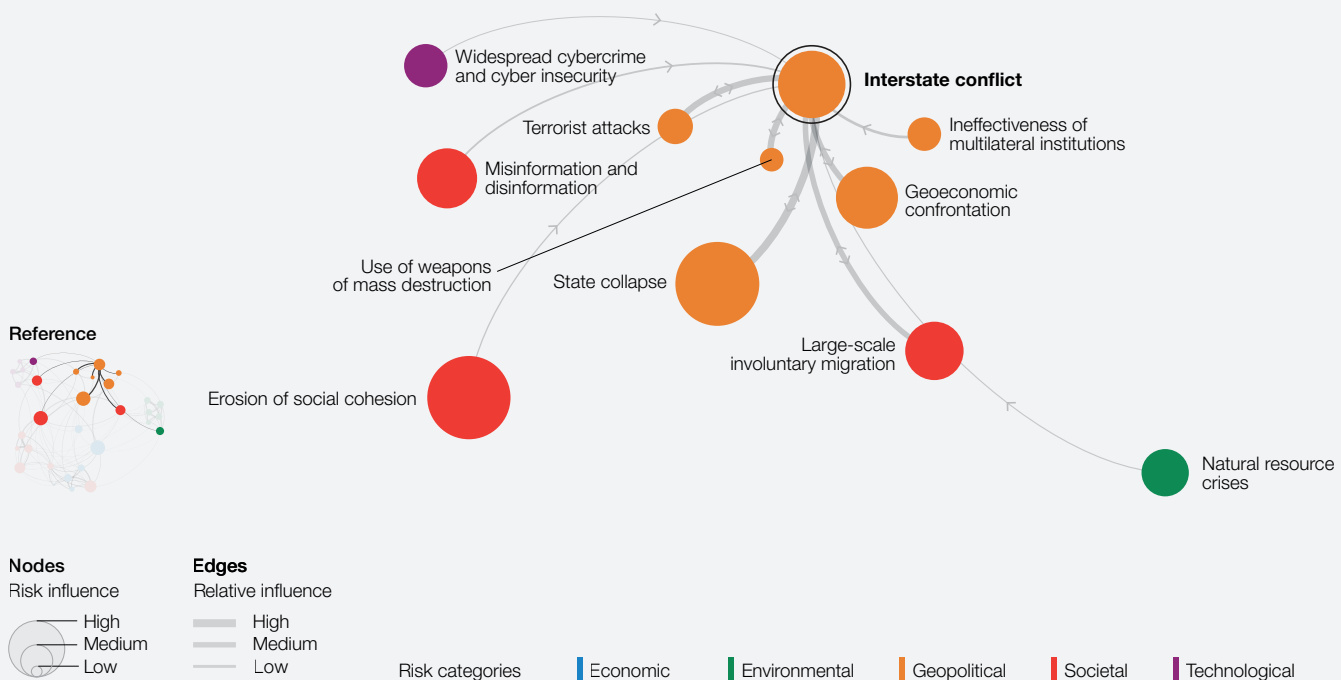 Widespread cybercrime
and cyber insecurity
Interstate conflict
Terrorist attacks
Ineffectiveness of
multilateral institutions
Misinformation and
disinformation
Geoeconomic
confrontation
Use of weapons
of mass destruction
State collapse
Reference
Large-scale
involuntary migration
Erosion of social cohesion
Natural resource
crises
Nodes
Risk influence
High
Medium
Low
Edges
Relative influence
High
Medium
Low
Risk categories
Economic
Environmental
Geopolitical
Societal
Technological